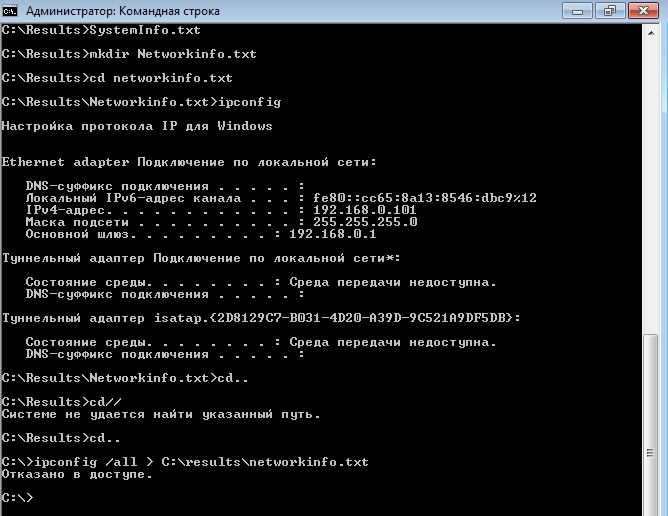 Администратор: Командная строка
C:\Results>SystemInfo.txt
C:\Results>mkdir Networkinfo.txt
C:\Results>cd networkinfo.txt
C:\Results\Networkinfo.txt>ipconfig
Настройка протокола IP для Windows
Ethernet adapter Подключение по локальной сети:
DNS-суффикс подключения . . . . . :
Локальный IPv6-адрес канала . . . : fe80::cc65:8a13:8546:dbc9%12
IPv4-адрес. . . . . . . . . . . . : 192.168.0.101
Маска подсети . . . . . . . . . . : 255.255.255.0
Основной шлюз. . . . . . . . . : 192.168.0.1
Туннельный адаптер Подключение по локальной сети*:
Состояние среды. . . . . . . . : Среда передачи недоступна.
DNS-суффикс подключения . . . . . :
Туннельный адаптер isatap.{2D8129C7-B031-4D20-A39D-9C521A9DF5DB}:
Состояние среды. . . . . . . . : Среда передачи недоступна.
DNS-суффикс подключения . . . . . :
C:\Results\Networkinfo.txt>cd..
C:\Results>cd//
Системе не удается найти указанный путь.
C:\Results>cd..
C:\>ipconfig /all > C:\results\networkinfo.txt
Отказано в доступе.
C:\>